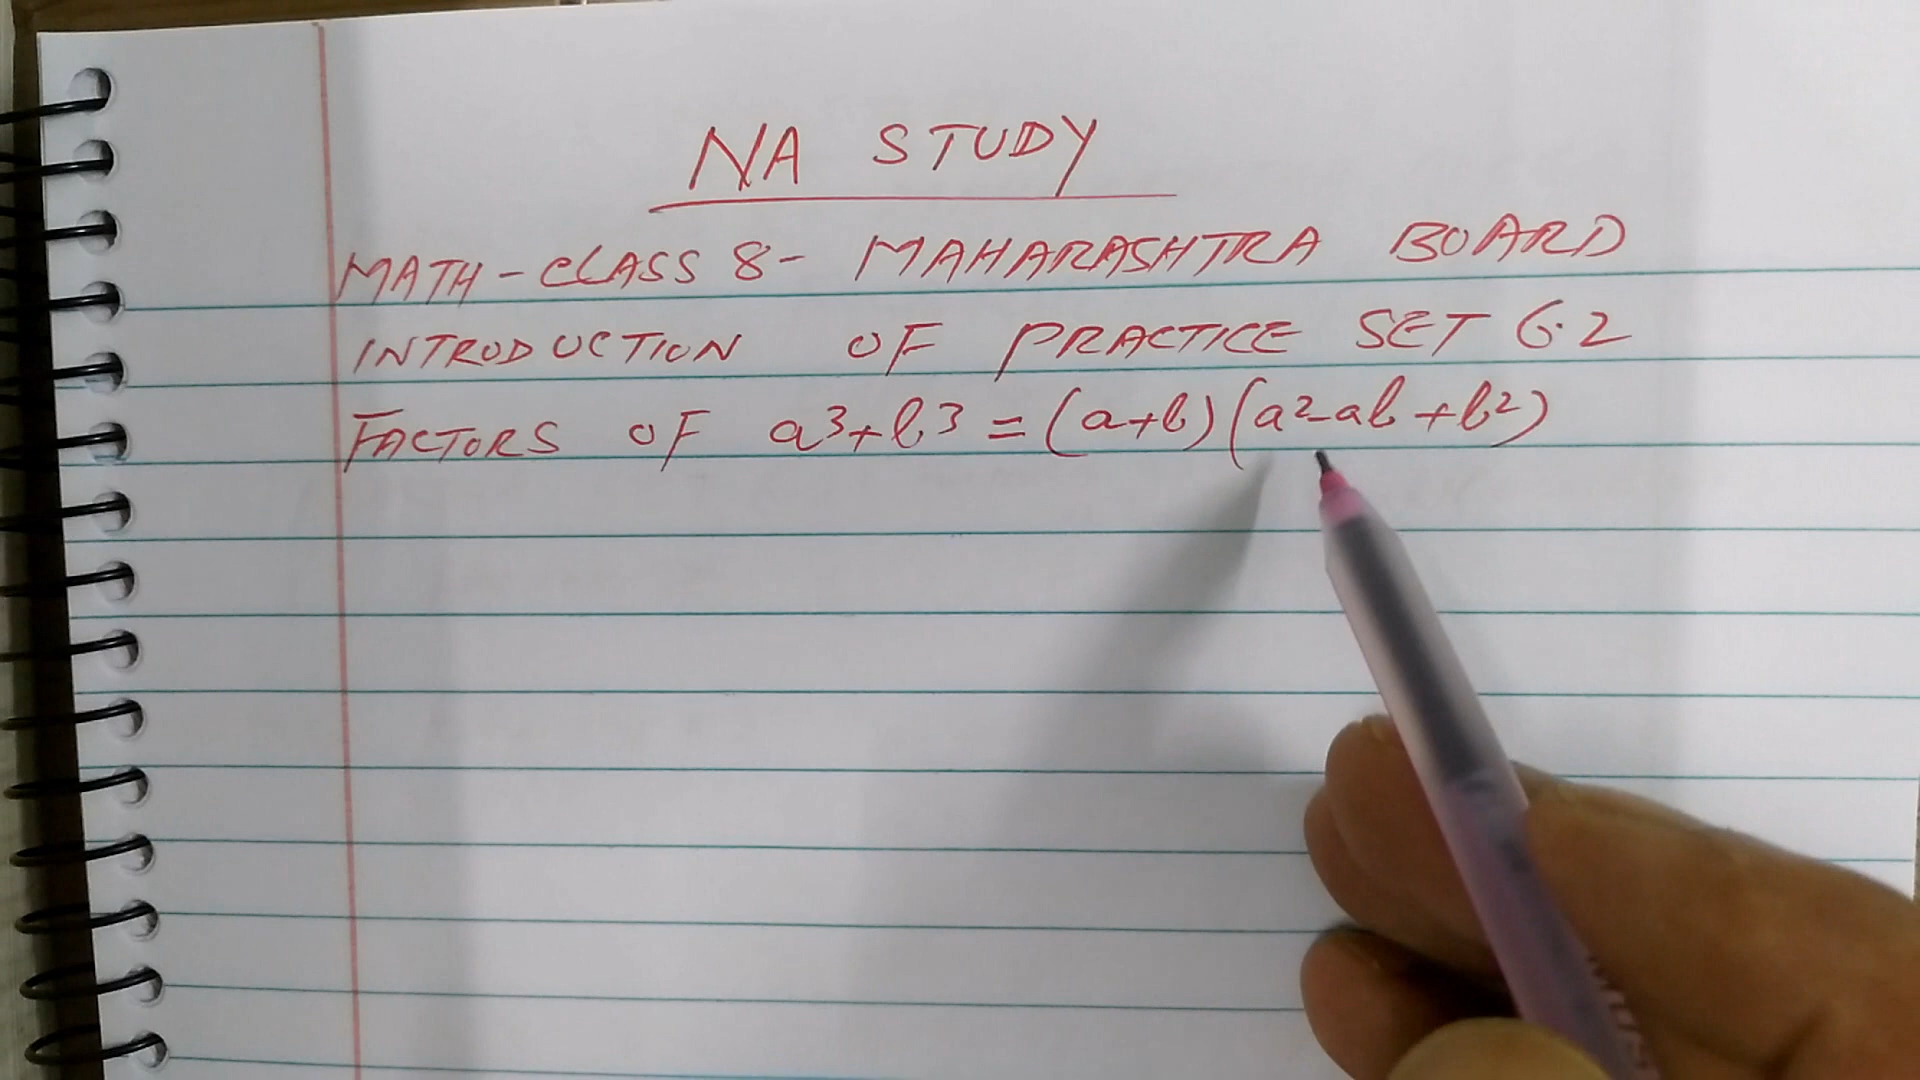 NA STUDY
MATH - CLASS 8 - MAHARASHTRA BOARD
INTRODUCTION OF PRACTICE SET 6.2
FACTORS OF a³+b³ = (a+b)(a²-ab+b²)